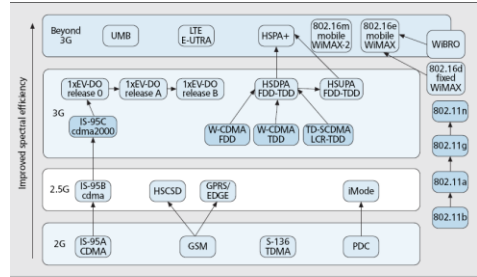 Improved spectral efficiency
Beyond
3G
UMB
LTE
E-UTRA
HSPA+
802.16m
mobile
WiMAX-2
802.16e
mobile
WiMAX
WiBRO
802.16d
fixed
WiMAX
3G
1xEV-DO
release 0
1xEV-DO
release A
1xEV-DO
release B
HSDPA
FDD-TDD
HSUPA
FDD-TDD
IS-95C
cdma2000
W-CDMA
FDD
W-CDMA
TDD
TD-SCDMA
LCR-TDD
802.11n
802.11g
802.11a
802.11b
2.5G
IS-95B
cdma
HSCSD
GPRS/
EDGE
iMode
2G
IS-95A
CDMA
GSM
S-136
TDMA
PDC